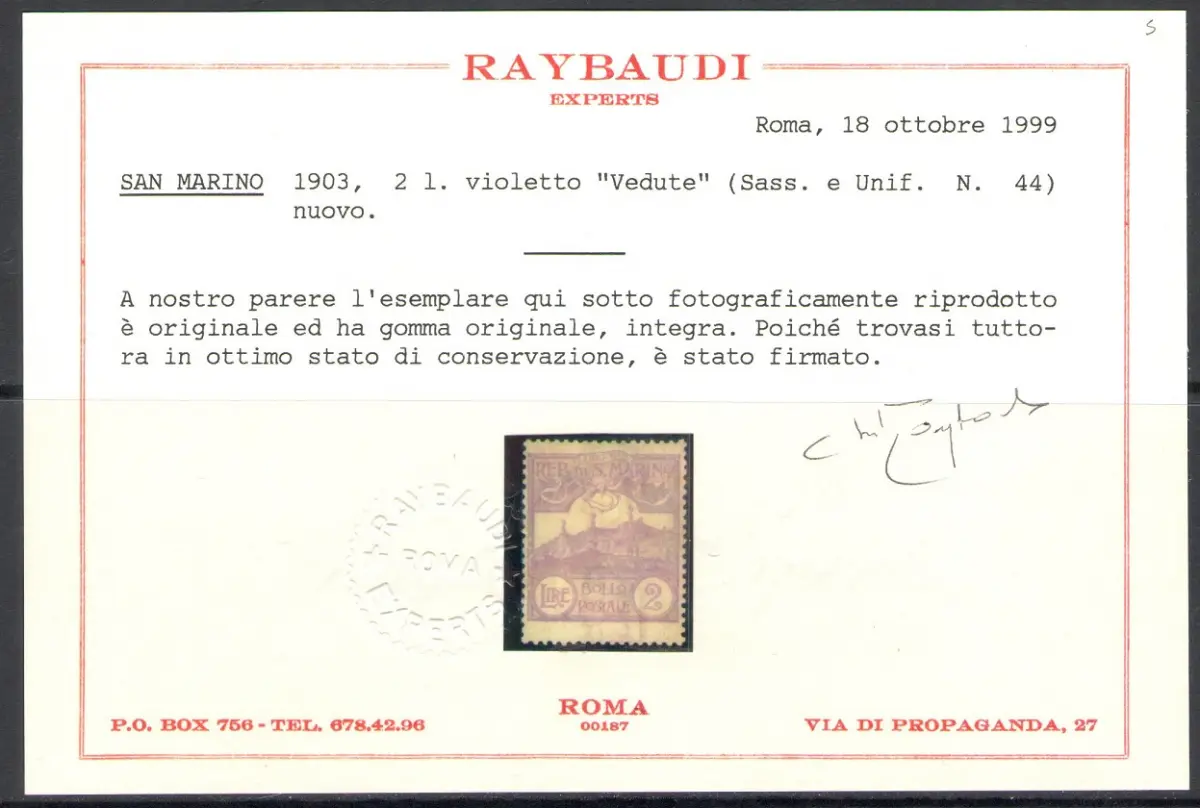 S
RAYBAUDI
EXPERTS
Roma, 18 ottobre 1999
SAN MARINO 1903, 2 l. violetto "Vedute" (Sass. e Unif. N. 44)
nuovo.
A nostro parere l'esemplare qui sotto fotograficamente riprodotto
è originale ed ha gomma originale, integra. Poiché trovasi tutto-
ra in ottimo stato di conservazione, è stato firmato.
REP. DI S. MARINO
LIRE BOLLO POSTALE 2
RAYBAUDI
ROMA
EXPERTS
ROMA
00187
P.O. BOX 756 - TEL. 678.42.96
VIA DI PROPAGANDA, 27